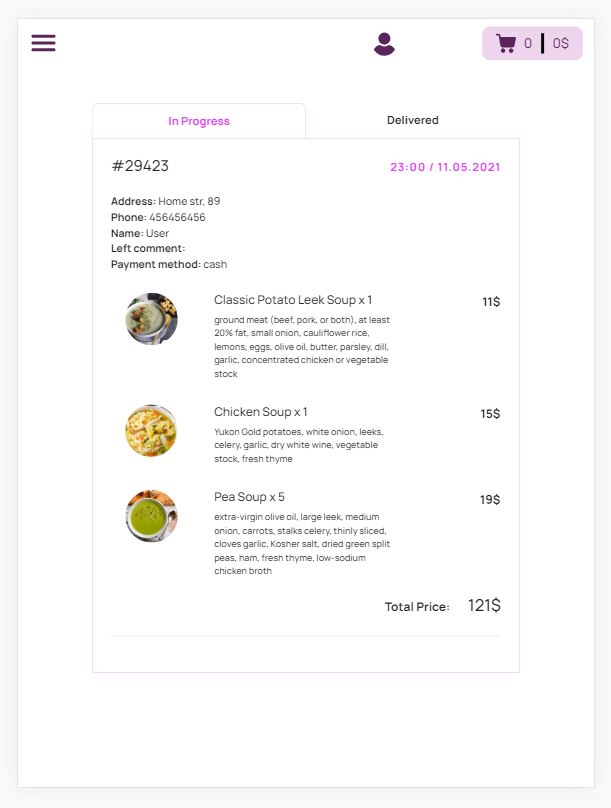 0 | 0$
In Progress
Delivered
#29423
23:00 / 11.05.2021
Address: Home str, 89
Phone: 456456456
Name: User
Left comment:
Payment method: cash
Classic Potato Leek Soup x 1
11$
ground meat (beef, pork, or both), at least
20% fat, small onion, cauliflower rice,
lemons, eggs, olive oil, butter, parsley, dill,
garlic, concentrated chicken or vegetable
stock
Chicken Soup x 1
15$
Yukon Gold potatoes, white onion, leeks,
celery, garlic, dry white wine, vegetable
stock, fresh thyme
Pea Soup x 5
19$
extra-virgin olive oil, large leek, medium
onion, carrots, stalks celery, thinly sliced,
cloves garlic, Kosher salt, dried green split
peas, ham, fresh thyme, low-sodium
chicken broth
Total Price: 121$